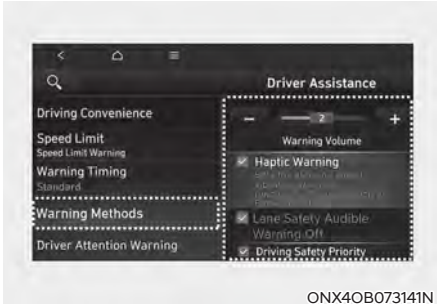 Driver Assistance
Driving Convenience
Speed Limit
Speed Limit Warning
Warning Timing
Standard
Warning Methods
Driver Attention Warning
2
Warning Volume
Haptic Warning
Lane Safety Audible
Warning Off
Driving Safety Priority
ONX4OB073141N